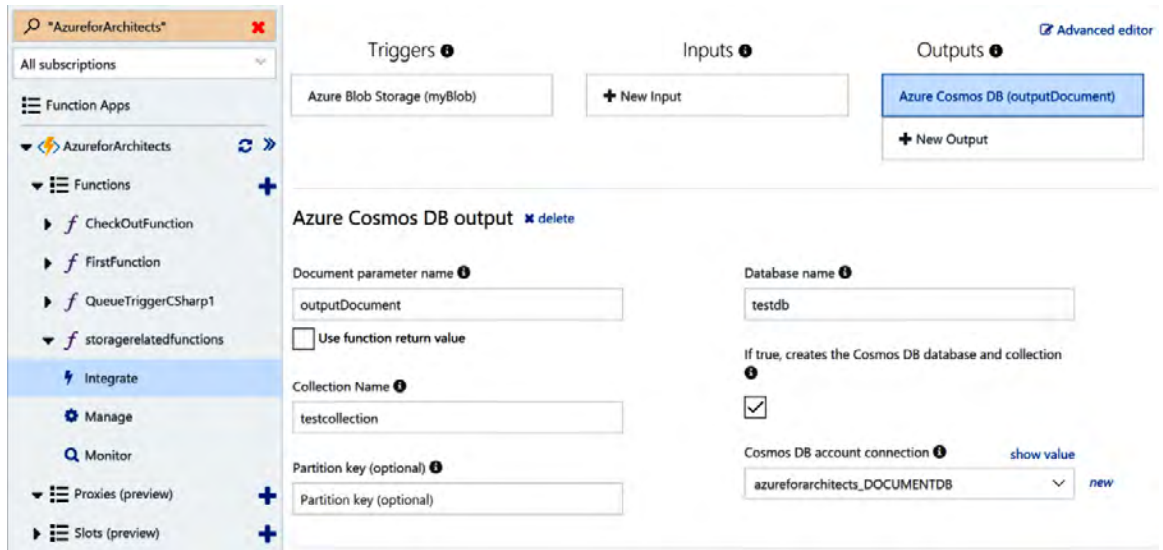 "AzureforArchitects"
All subscriptions
Function Apps
AzureforArchitects
Functions
CheckOutFunction
FirstFunction
QueueTriggerCSharp1
storagerelatedfunctions
Integrate
Manage
Monitor
Proxies (preview)
Slots (preview)
Advanced editor
Triggers
Inputs
Outputs
Azure Blob Storage (myBlob)
New Input
Azure Cosmos DB (outputDocument)
New Output
Azure Cosmos DB output delete
Document parameter name
outputDocument
Use function return value
Collection Name
testcollection
Partition key (optional)
Partition key (optional)
Database name
testdb
If true, creates the Cosmos DB database and collection
Cosmos DB account connection show value
azureforarchitects_DOCUMENTDB new